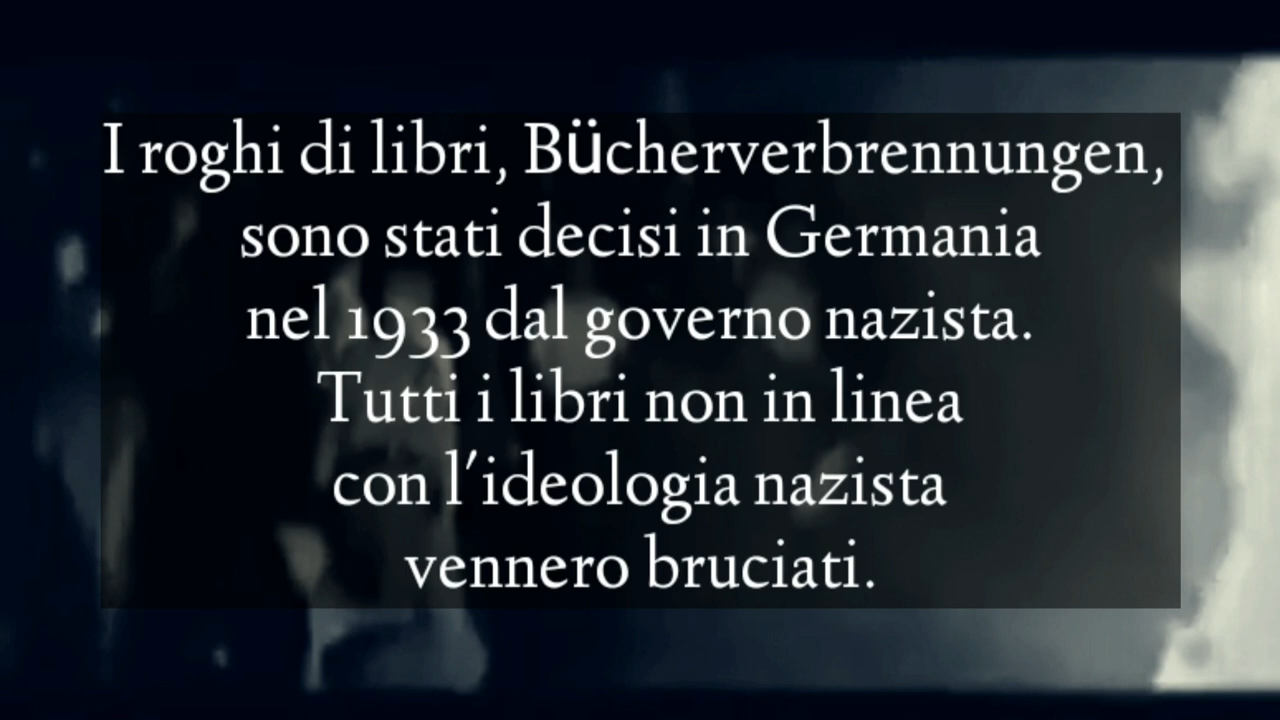 I roghi di libri, Bücherverbrennungen,
sono stati decisi in Germania
nel 1933 dal governo nazista.
Tutti i libri non in linea
con l'ideologia nazista
vennero bruciati.